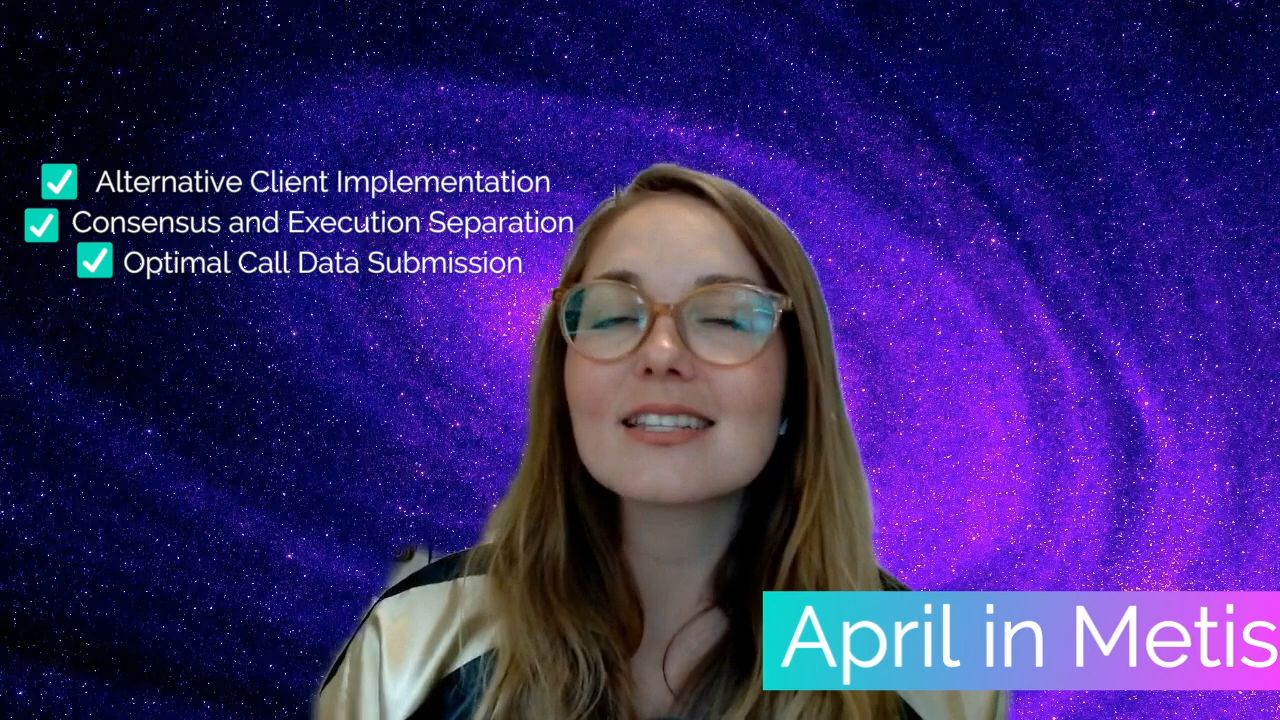 Alternative Client Implementation
Consensus and Execution Separation
Optimal Call Data Submission
April in Metis